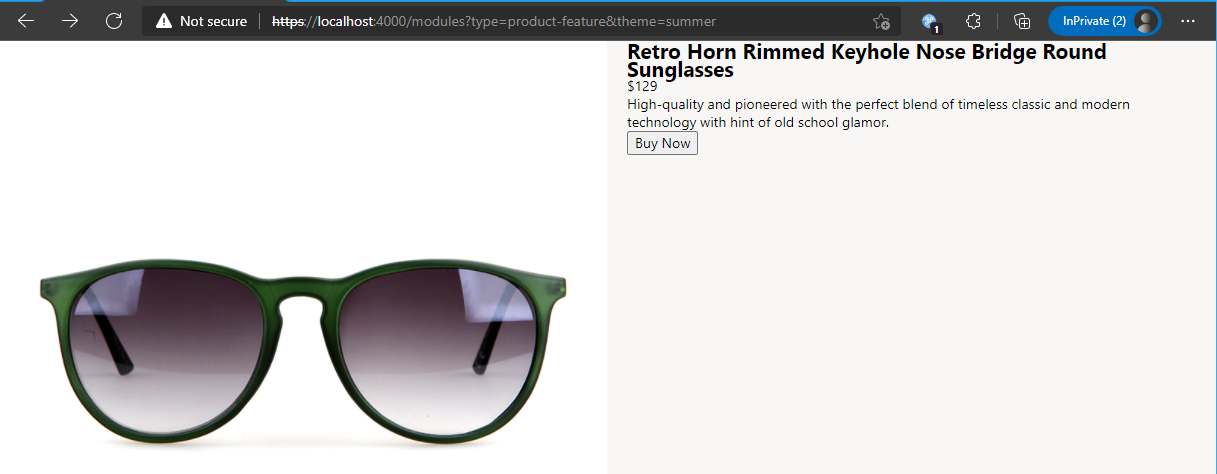 Not secure https://localhost:4000/modules?type=product-feature&theme=summer 1 InPrivate (2)
Retro Horn Rimmed Keyhole Nose Bridge Round
Sunglasses
$129
High-quality and pioneered with the perfect blend of timeless classic and modern
technology with hint of old school glamor.
Buy Now